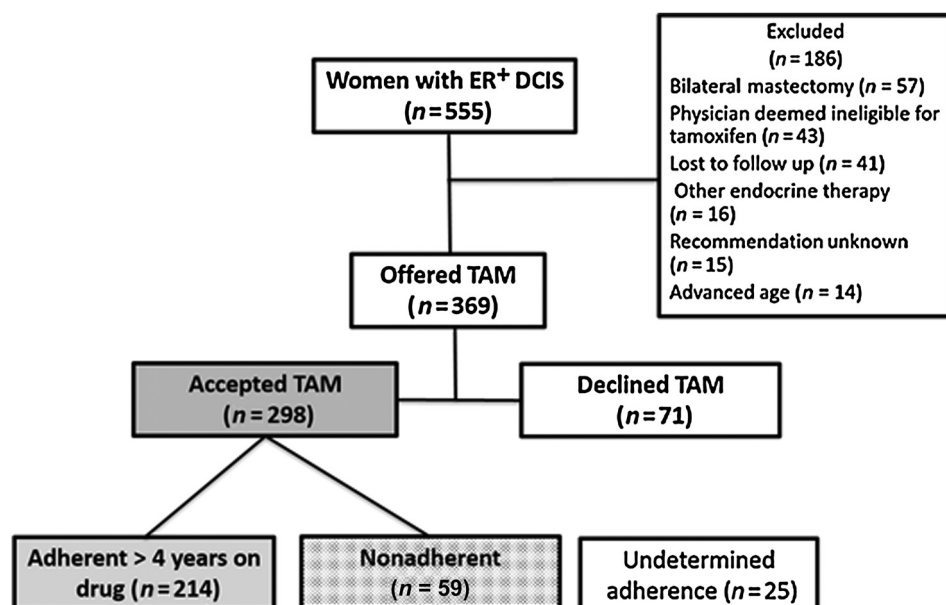 Women with ER+ DCIS
(n=555)
Excluded
(n=186)
Bilateral mastectomy (n = 57)
Physician deemed ineligible for
tamoxifen (n = 43)
Lost to follow up (n = 41)
Other endocrine therapy
(n = 16)
Recommendation unknown
(n = 15)
Advanced age (n = 14)
Offered TAM
(n=369)
Accepted TAM
(n=298)
Declined TAM
(n=71)
Adherent > 4 years on
drug (n=214)
Nonadherent
(n = 59)
Undetermined
adherence (n=25)